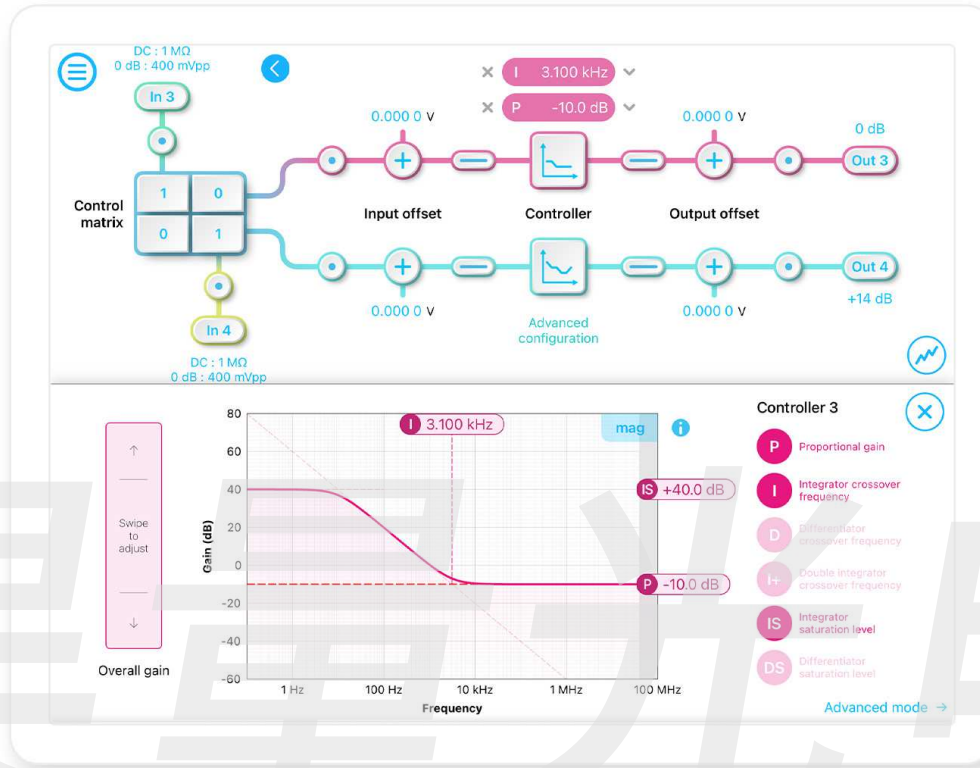 DC : 1 MΩ
0 dB : 400 mVpp
In 3
I 3.100 kHz
P -10.0 dB
0.000 0 V
0.000 0 V
0 dB
Out 3
1 0
0 1
Control
matrix
Input offset
Controller
Output offset
Out 4
+14 dB
0.000 0 V
0.000 0 V
Advanced
configuration
In 4
DC : 1 MΩ
0 dB : 400 mVpp
Swipe
to
adjust
Overall gain
80
60
40
20
0
-20
-40
-60
Gain (dB)
I 3.100 kHz
mag
IS +40.0 dB
P -10.0 dB
1 Hz
100 Hz
10 kHz
1 MHz
100 MHz
Frequency
Controller 3
P Proportional gain
I Integrator crossover
frequency
D Differentiator
crossover frequency
I+ Double integrator
crossover frequency
IS Integrator
saturation level
DS Differentiator
saturation level
Advanced mode →